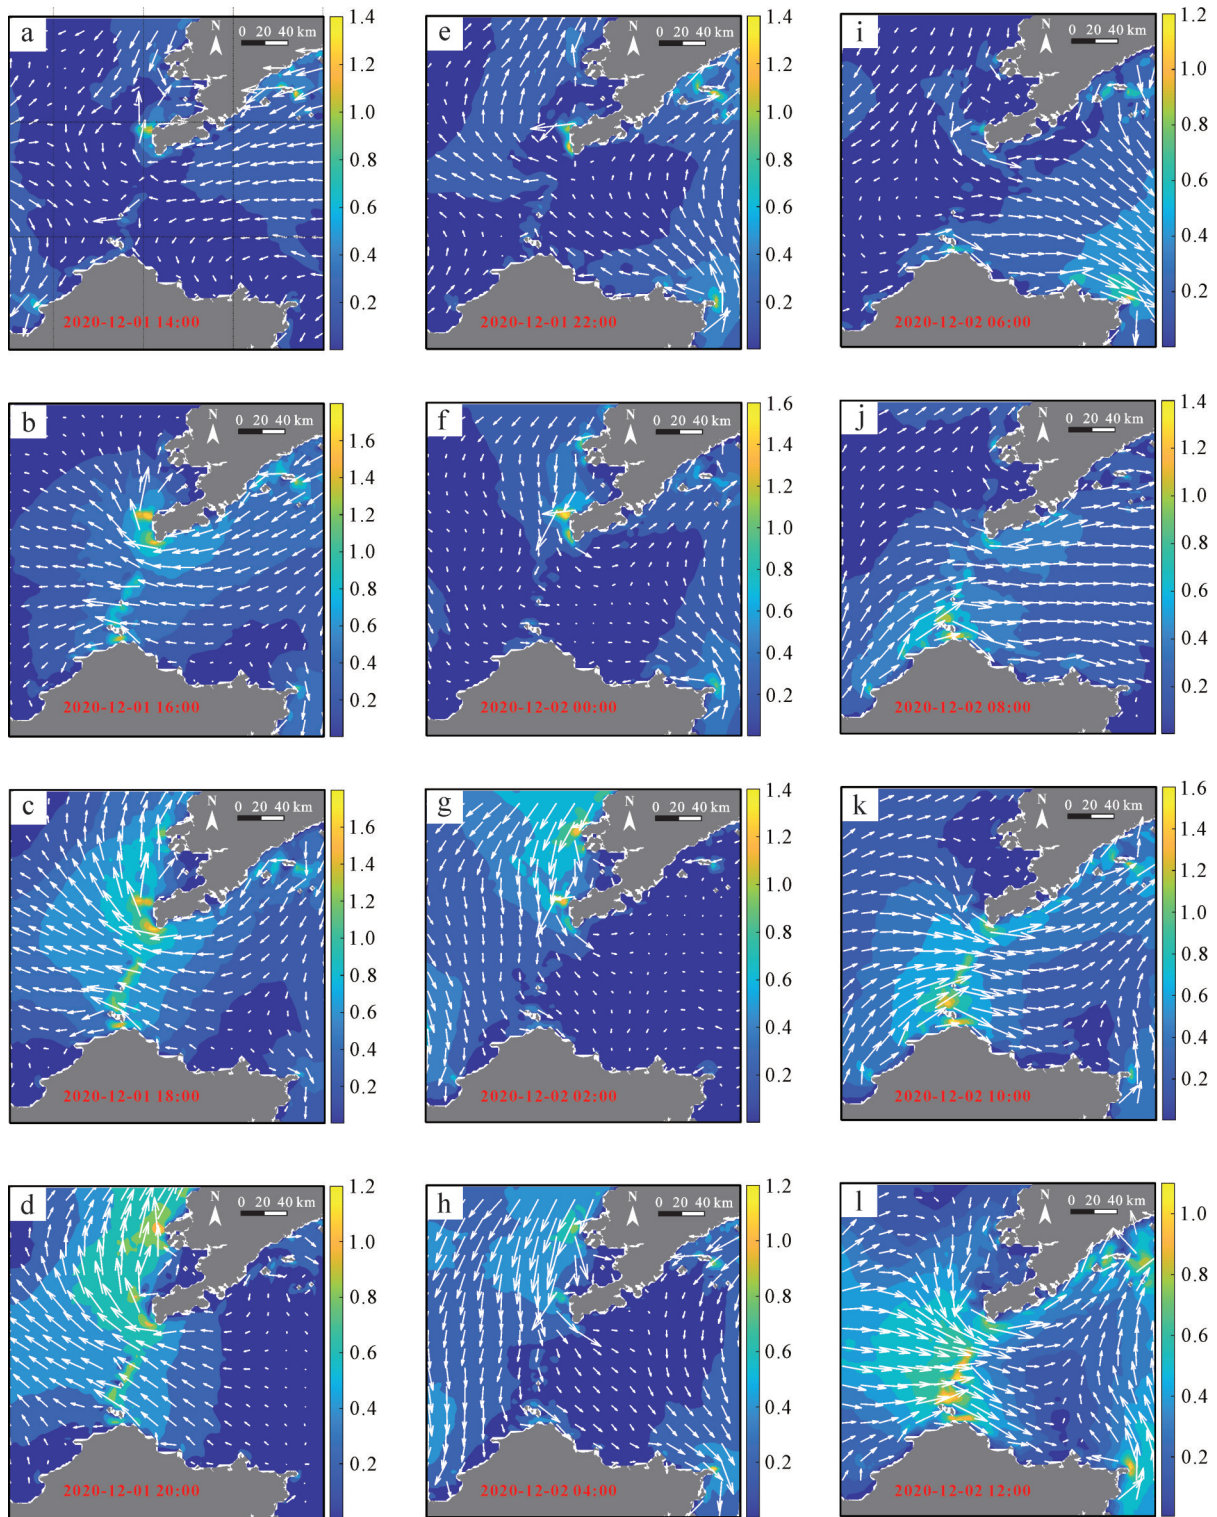 a
N
0 20 40 km
2020-12-01 14:00
1.4
1.2
1.0
0.8
0.6
0.4
0.2
e
N
0 20 40 km
2020-12-01 22:00
1.4
1.2
1.0
0.8
0.6
0.4
0.2
i
N
0 20 40 km
2020-12-02 06:00
1.2
1.0
0.8
0.6
0.4
0.2
b
N
0 20 40 km
2020-12-01 16:00
1.6
1.4
1.2
1.0
0.8
0.6
0.4
0.2
f
N
0 20 40 km
2020-12-02 00:00
1.6
1.4
1.2
1.0
0.8
0.6
0.4
0.2
j
N
0 20 40 km
2020-12-02 08:00
1.4
1.2
1.0
0.8
0.6
0.4
0.2
c
N
0 20 40 km
2020-12-01 18:00
1.6
1.4
1.2
1.0
0.8
0.6
0.4
0.2
g
N
0 20 40 km
2020-12-02 02:00
1.4
1.2
1.0
0.8
0.6
0.4
0.2
k
N
0 20 40 km
2020-12-02 10:00
1.6
1.4
1.2
1.0
0.8
0.6
0.4
0.2
d
N
0 20 40 km
2020-12-01 20:00
1.2
1.0
0.8
0.6
0.4
0.2
h
N
0 20 40 km
2020-12-02 04:00
1.2
1.0
0.8
0.6
0.4
0.2
l
N
0 20 40 km
2020-12-02 12:00
1.0
0.8
0.6
0.4
0.2